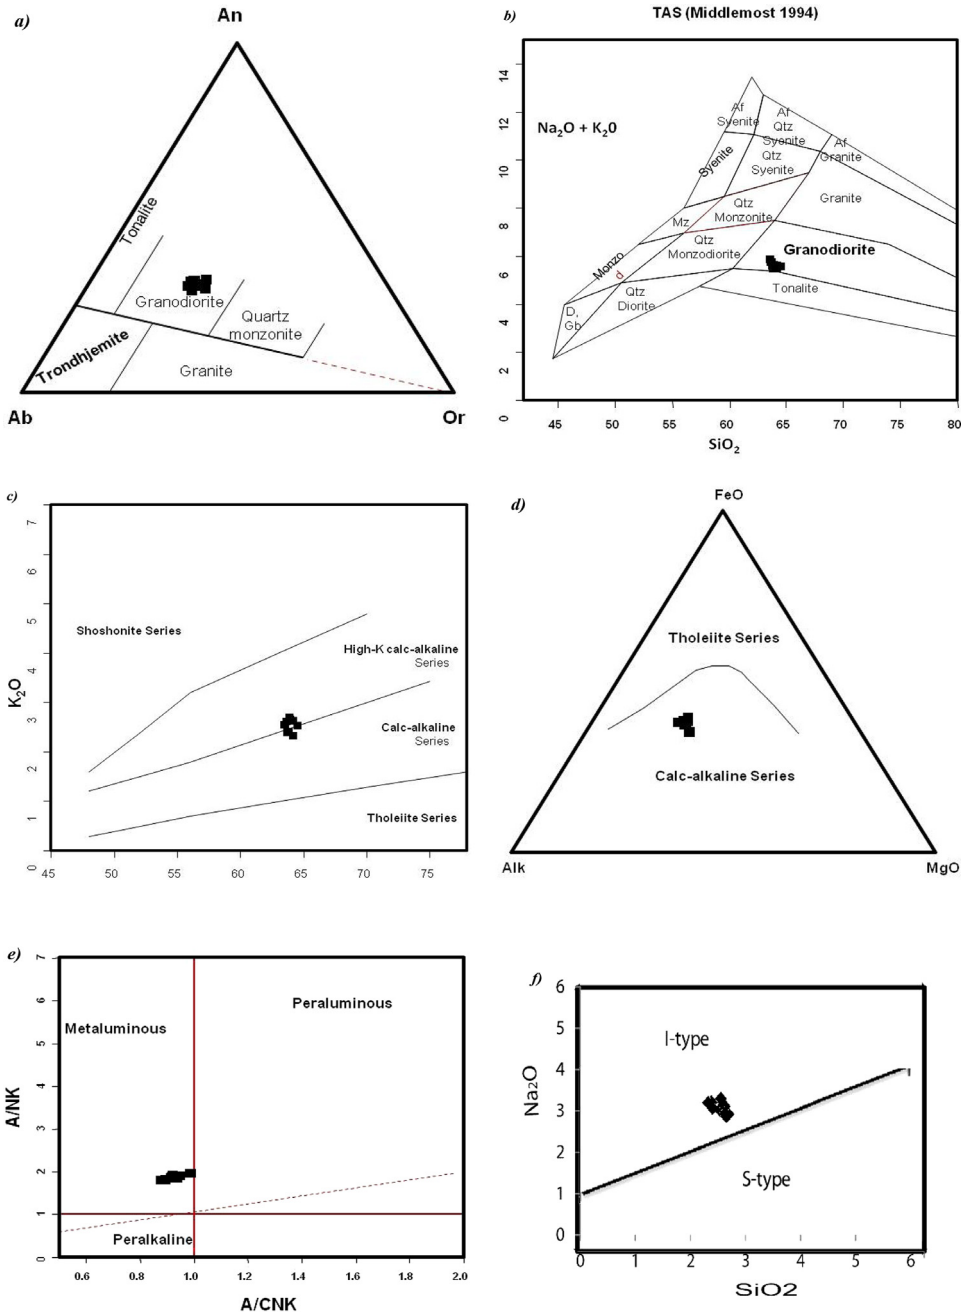 a)
An
Tonalite
Granodiorite
Quartz
monzonite
Trondhjemite
Granite
Ab
Or
b)
TAS (Middlemost 1994)
Na₂O + K₂0
Af
Syenite
Af
Qtz
Syenite
Af
Granite
Syenite
Qtz
Syenite
Granite
Mz
Qtz
Monzonite
Monzo
d
Qtz
Monzodiorite
Granodiorite
Qtz
Diorite
Tonalite
D,
Gb
0 2 4 6 8 10 12 14
45 50 55 60 65 70 75 80
SiO₂
c)
K₂O
0 1 2 3 4 5 6 7
Shoshonite Series
High-K calc-alkaline
Series
Calc-alkaline
Series
Tholeiite Series
45 50 55 60 65 70 75
d)
FeO
Tholeiite Series
Calc-alkaline Series
Alk
MgO
e)
A/NK
0 1 2 3 4 5 6 7
Metaluminous
Peraluminous
Peralkaline
0.6 0.8 1.0 1.2 1.4 1.6 1.8 2.0
A/CNK
f)
Na₂O
6
5
4
3
2
1
0
I-type
S-type
0 1 2 3 4 5 6
SiO2